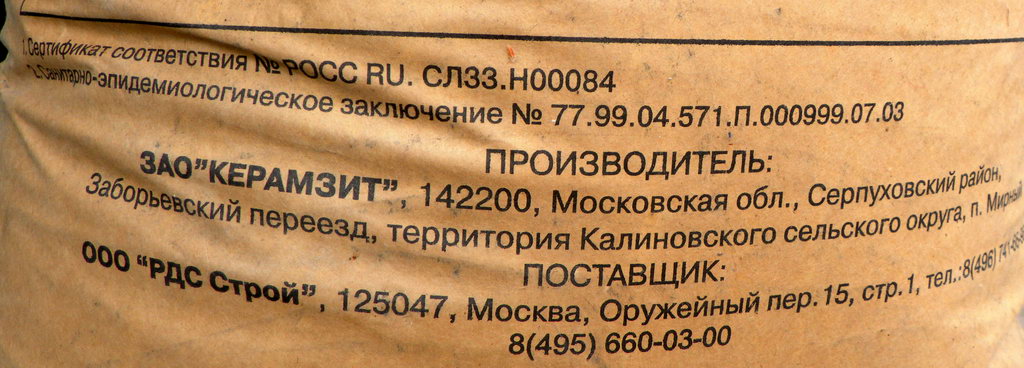 1. Сертификат соответствия № РОСС RU. СЛ33.Н00084
2. Санитарно-эпидемиологическое заключение № 77.99.04.571.П.000999.07.03
ПРОИЗВОДИТЕЛЬ:
ЗАО"КЕРАМЗИТ", 142200, Московская обл., Серпуховский район,
Заборьевский переезд, территория Калиновского сельского округа, п. Мирный
ПОСТАВЩИК:
ООО "РДС Строй", 125047, Москва, Оружейный пер.15, стр.1, тел.:8(496)
8(495) 660-03-00